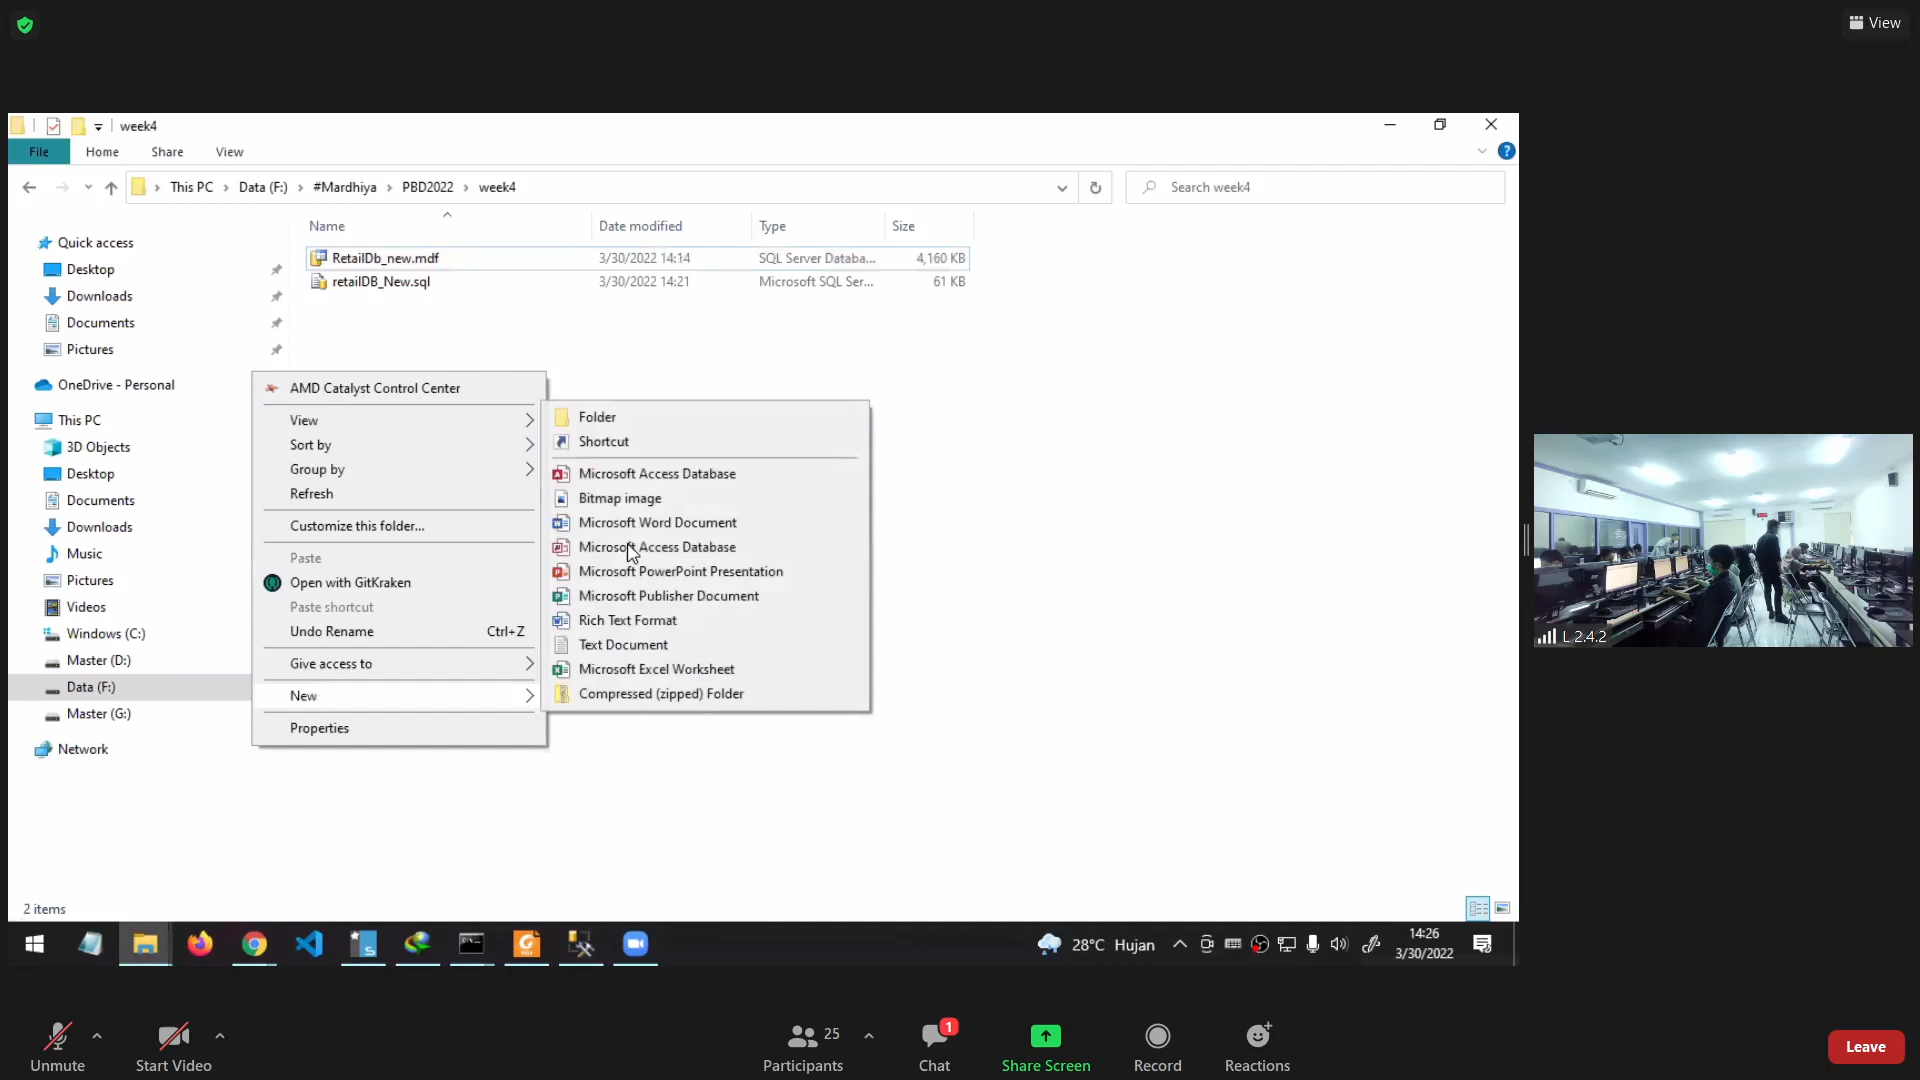 View
week4
File Home Share View
This PC Data (F:) #Mardhiya PBD2022 week4
Search week4
Name Date modified Type Size
RetailDb_new.mdf 3/30/2022 14:14 SQL Server Databa... 4,160 KB
retailDB_New.sql 3/30/2022 14:21 Microsoft SQL Ser... 61 KB
Quick access
Desktop
Downloads
Documents
Pictures
OneDrive - Personal
This PC
3D Objects
Desktop
Documents
Downloads
Music
Pictures
Videos
Windows (C:)
Master (D:)
Data (F:)
Master (G:)
Network
AMD Catalyst Control Center
View
Sort by
Group by
Refresh
Customize this folder...
Paste
Open with GitKraken
Paste shortcut
Undo Rename Ctrl+Z
Give access to
New
Properties
Folder
Shortcut
Microsoft Access Database
Bitmap image
Microsoft Word Document
Microsoft Access Database
Microsoft PowerPoint Presentation
Microsoft Publisher Document
Rich Text Format
Text Document
Microsoft Excel Worksheet
Compressed (zipped) Folder
L 2.4.2
2 items
28°C Hujan
14:26
3/30/2022
Unmute
Start Video
25
Participants
1
Chat
Share Screen
Record
Reactions
Leave